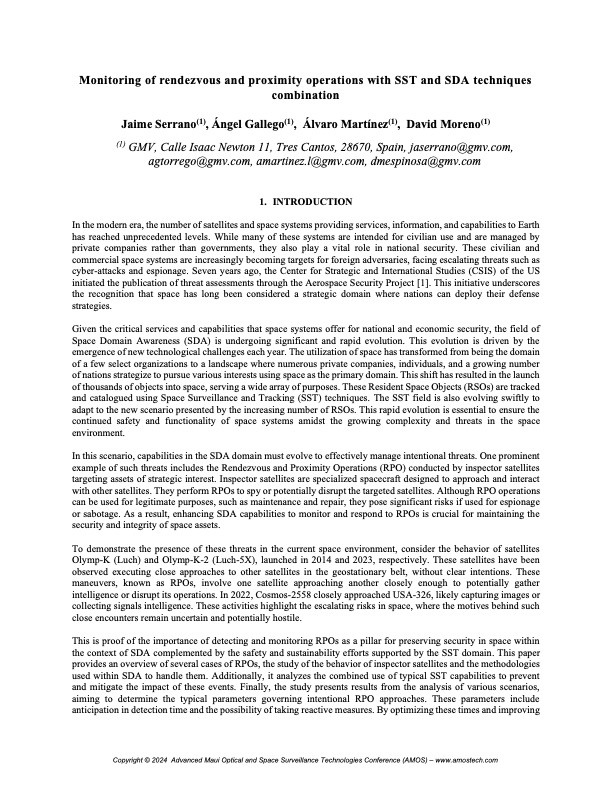 Monitoring of rendezvous and proximity operations with SST and SDA techniques
combination
Jaime Serrano(1), Ángel Gallego(1), Álvaro Martínez(1), David Moreno(1)
(1) GMV, Calle Isaac Newton 11, Tres Cantos, 28670, Spain, jaserrano@gmv.com,
agtorrego@gmv.com, amartinez.l@gmv.com, dmespinosa@gmv.com
1. INTRODUCTION
In the modern era, the number of satellites and space systems providing services, information, and capabilities to Earth
has reached unprecedented levels. While many of these systems are intended for civilian use and are managed by
private companies rather than governments, they also play a vital role in national security. These civilian and
commercial space systems are increasingly becoming targets for foreign adversaries, facing escalating threats such as
cyber-attacks and espionage. Seven years ago, the Center for Strategic and International Studies (CSIS) of the US
initiated the publication of threat assessments through the Aerospace Security Project [1]. This initiative underscores
the recognition that space has long been considered a strategic domain where nations can deploy their defense
strategies.
Given the critical services and capabilities that space systems offer for national and economic security, the field of
Space Domain Awareness (SDA) is undergoing significant and rapid evolution. This evolution is driven by the
emergence of new technological challenges each year. The utilization of space has transformed from being the domain
of a few select organizations to a landscape where numerous private companies, individuals, and a growing number
of nations strategize to pursue various interests using space as the primary domain. This shift has resulted in the launch
of thousands of objects into space, serving a wide array of purposes. These Resident Space Objects (RSOs) are tracked
and catalogued using Space Surveillance and Tracking (SST) techniques. The SST field is also evolving swiftly to
adapt to the new scenario presented by the increasing number of RSOs. This rapid evolution is essential to ensure the
continued safety and functionality of space systems amidst the growing complexity and threats in the space
environment.
In this scenario, capabilities in the SDA domain must evolve to effectively manage intentional threats. One prominent
example of such threats includes the Rendezvous and Proximity Operations (RPO) conducted by inspector satellites
targeting assets of strategic interest. Inspector satellites are specialized spacecraft designed to approach and interact
with other satellites. They perform RPOs to spy or potentially disrupt the targeted satellites. Although RPO operations
can be used for legitimate purposes, such as maintenance and repair, they pose significant risks if used for espionage
or sabotage. As a result, enhancing SDA capabilities to monitor and respond to RPOs is crucial for maintaining the
security and integrity of space assets.
To demonstrate the presence of these threats in the current space environment, consider the behavior of satellites
Olymp-K (Luch) and Olymp-K-2 (Luch-5X), launched in 2014 and 2023, respectively. These satellites have been
observed executing close approaches to other satellites in the geostationary belt, without clear intentions. These
maneuvers, known as RPOs, involve one satellite approaching another closely enough to potentially gather
intelligence or disrupt its operations. In 2022, Cosmos-2558 closely approached USA-326, likely capturing images or
collecting signals intelligence. These activities highlight the escalating risks in space, where the motives behind such
close encounters remain uncertain and potentially hostile.
This is proof of the importance of detecting and monitoring RPOs as a pillar for preserving security in space within
the context of SDA complemented by the safety and sustainability efforts supported by the SST domain. This paper
provides an overview of several cases of RPOs, the study of the behavior of inspector satellites and the methodologies
used within SDA to handle them. Additionally, it analyzes the combined use of typical SST capabilities to prevent
and mitigate the impact of these events. Finally, the study presents results from the analysis of various scenarios,
aiming to determine the typical parameters governing intentional RPO approaches. These parameters include
anticipation in detection time and the possibility of taking reactive measures. By optimizing these times and improving
Copyright © 2024 Advanced Maui Optical and Space Surveillance Technologies Conference (AMOS) – www.amostech.com